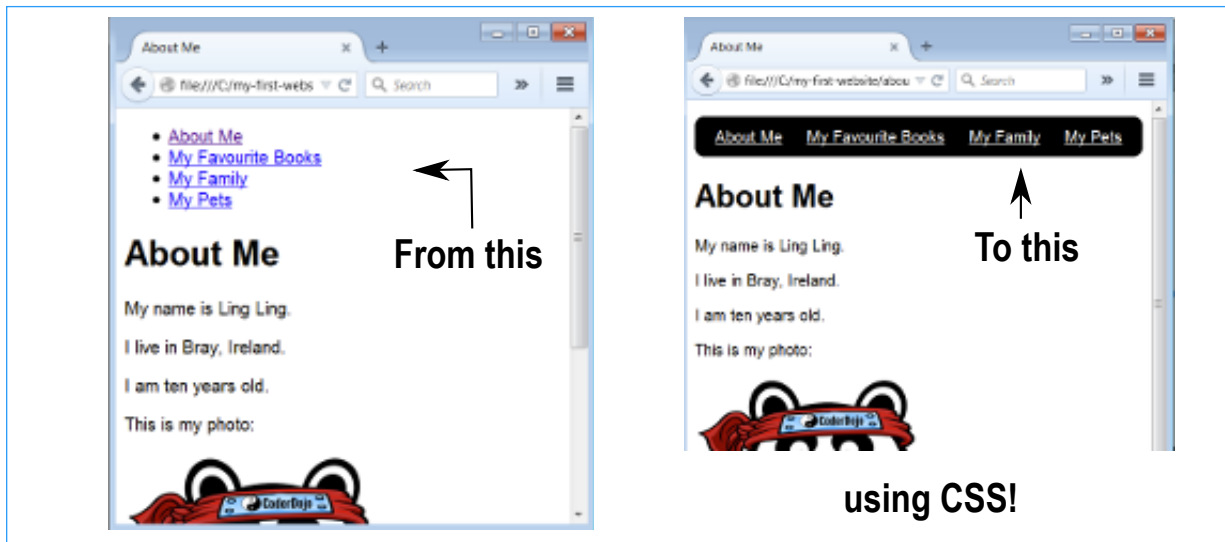 About Me
file:///C:/my-first-webs
Search
About Me
My Favourite Books
My Family
My Pets
About Me
My name is Ling Ling.
I live in Bray, Ireland.
I am ten years old.
This is my photo:
CoderDojo
From this
About Me
file:///C:/my-first-website/abou
Search
About Me My Favourite Books My Family My Pets
About Me
My name is Ling Ling.
I live in Bray, Ireland.
I am ten years old.
This is my photo:
CoderDojo
To this
using CSS!